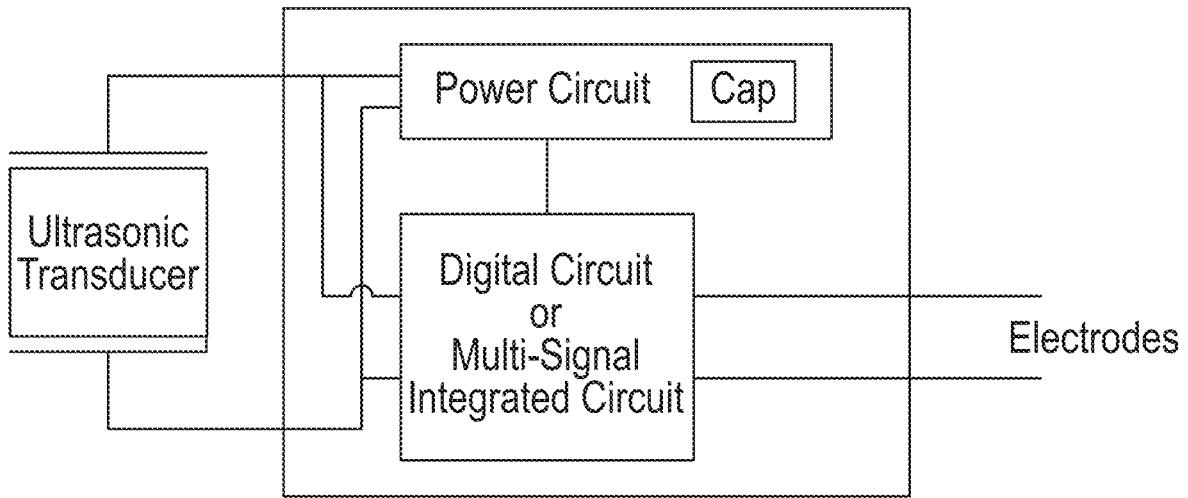 Power Circuit
Cap
Ultrasonic
Transducer
Digital Circuit
or
Multi-Signal
Integrated Circuit
Electrodes